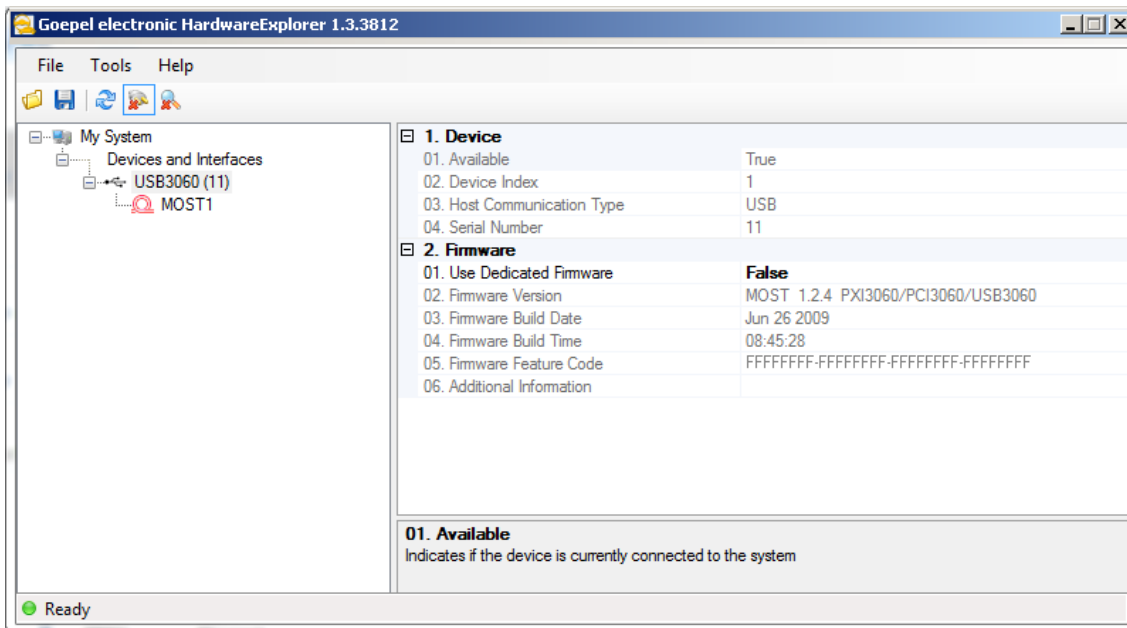 Goepel electronic HardwareExplorer 1.3.3812
File Tools Help
My System
Devices and Interfaces
USB3060 (11)
MOST1
1. Device
01. Available True
02. Device Index 1
03. Host Communication Type USB
04. Serial Number 11
2. Firmware
01. Use Dedicated Firmware False
02. Firmware Version MOST 1.2.4 PXI3060/PCI3060/USB3060
03. Firmware Build Date Jun 26 2009
04. Firmware Build Time 08:45:28
05. Firmware Feature Code FFFFFFFF-FFFFFFFF-FFFFFFFF-FFFFFFFF
06. Additional Information
01. Available
Indicates if the device is currently connected to the system
Ready